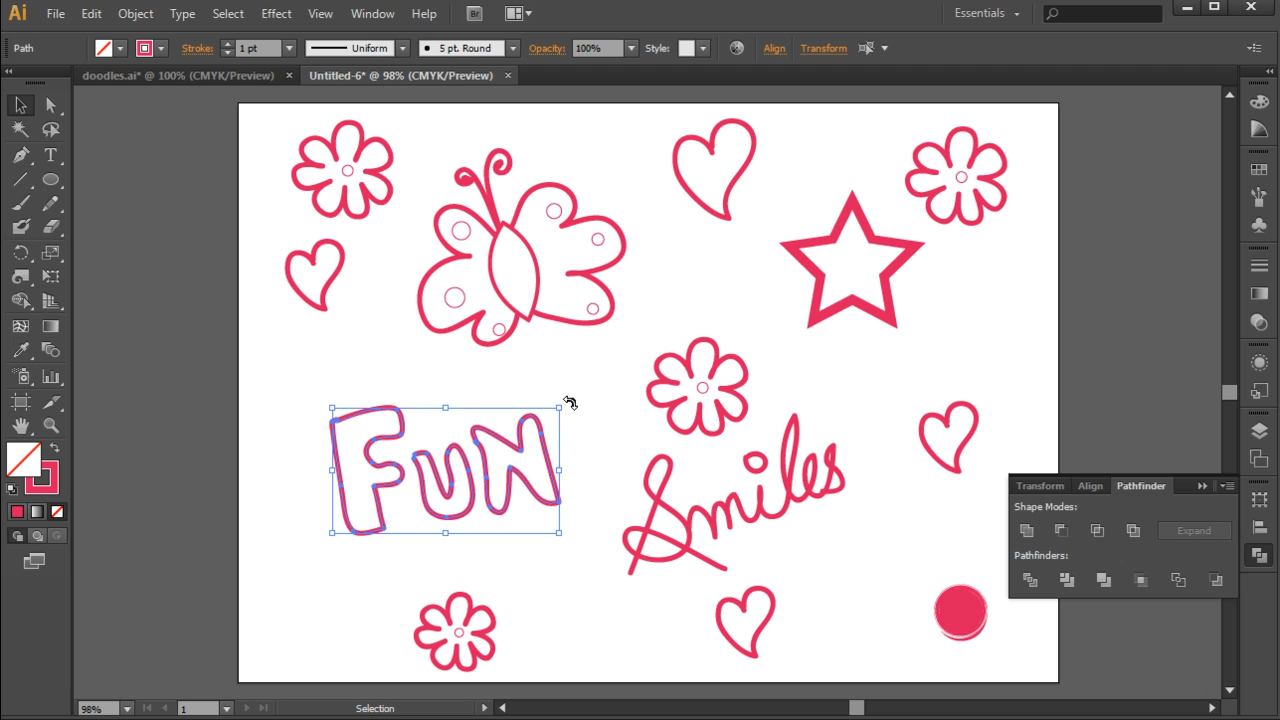 Ai File Edit Object Type Select Effect View Window Help Br Essentials
Path Stroke: 1 pt Uniform 5 pt. Round Opacity: 100% Style: Align Transform
doodles.ai* @ 100% (CMYK/Preview) × Untitled-6* @ 98% (CMYK/Preview) ×
FUN
Smiles
Transform Align Pathfinder
Shape Modes:
Expand
Pathfinders:
98% 1 Selection